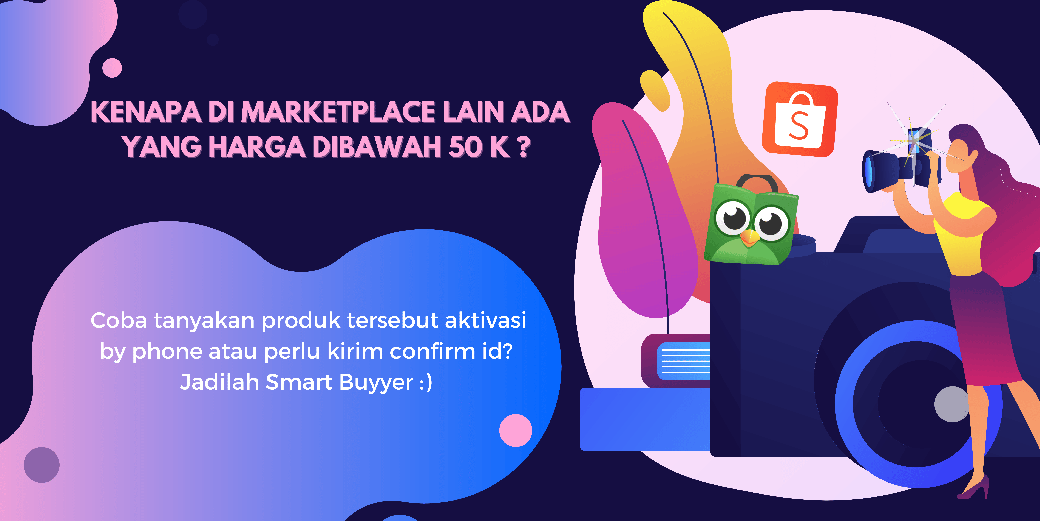 KENAPA DI MARKETPLACE LAIN ADA
YANG HARGA DIBAWAH 50 K ?
S
Coba tanyakan produk tersebut aktivasi
by phone atau perlu kirim confirm id?
Jadilah Smart Buyyer :)